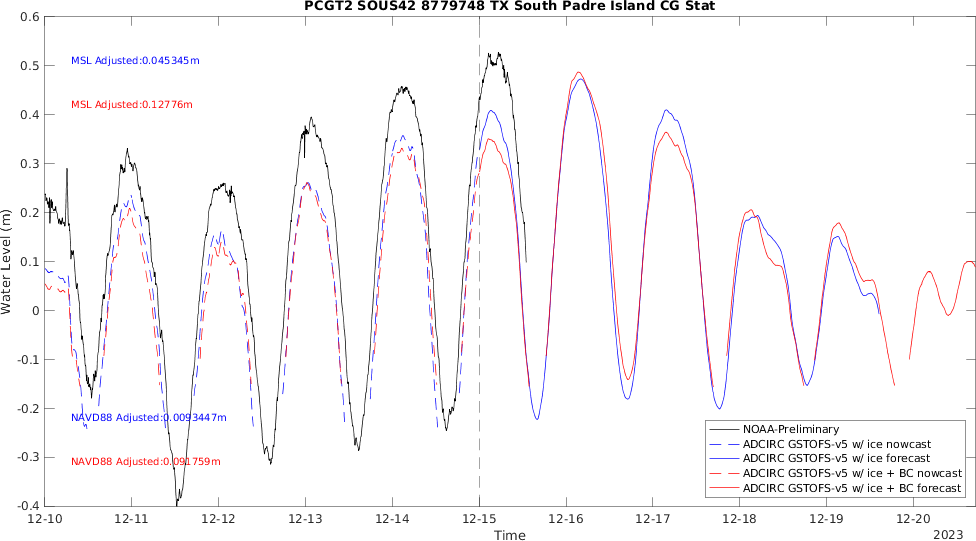 PCGT2 SOUS42 8779748 TX South Padre Island CG Stat
0.6
0.5
0.4
0.3
0.2
0.1
0
-0.1
-0.2
-0.3
-0.4
Water Level (m)
MSL Adjusted:0.045345m
MSL Adjusted:0.12776m
NAVD88 Adjusted:0.0093447m
NAVD88 Adjusted:0.091759m
NOAA-Preliminary
ADCIRC GSTOFS-v5 w/ ice nowcast
ADCIRC GSTOFS-v5 w/ ice forecast
ADCIRC GSTOFS-v5 w/ ice + BC nowcast
ADCIRC GSTOFS-v5 w/ ice + BC forecast
12-10 12-11 12-12 12-13 12-14 12-15 12-16 12-17 12-18 12-19 12-20
Time
2023